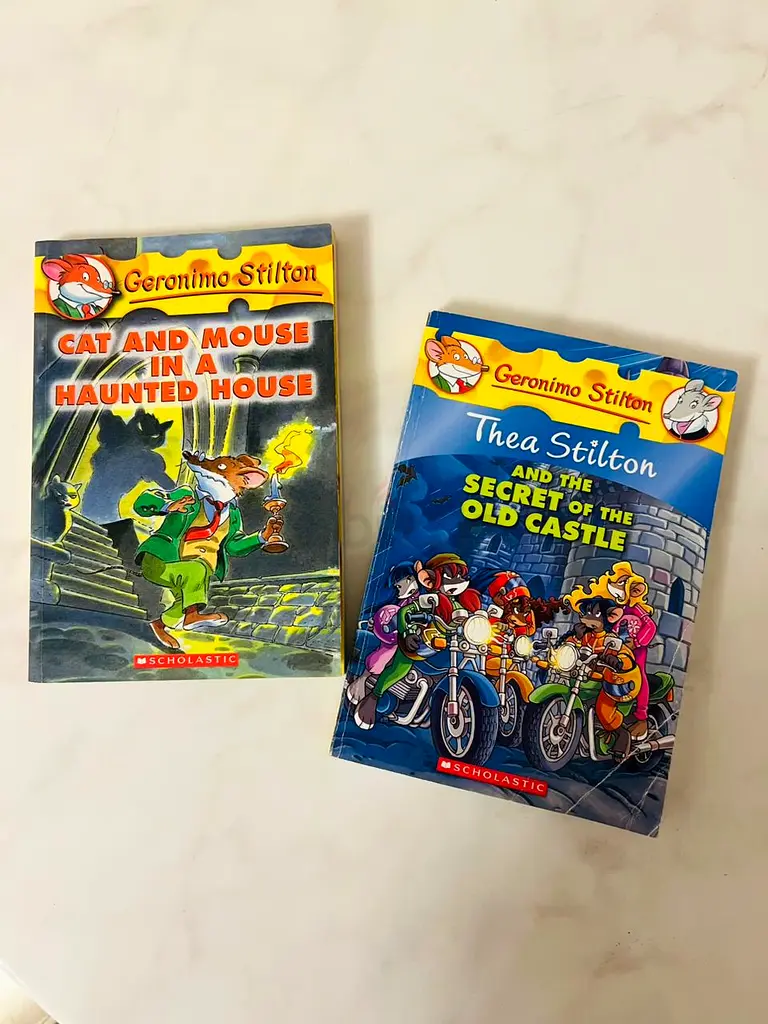 Geronimo Stilton
CAT AND MOUSE
IN A
HAUNTED HOUSE
SCHOLASTIC
Geronimo Stilton
Thea Stilton
AND THE
SECRET OF THE
OLD CASTLE
SCHOLASTIC